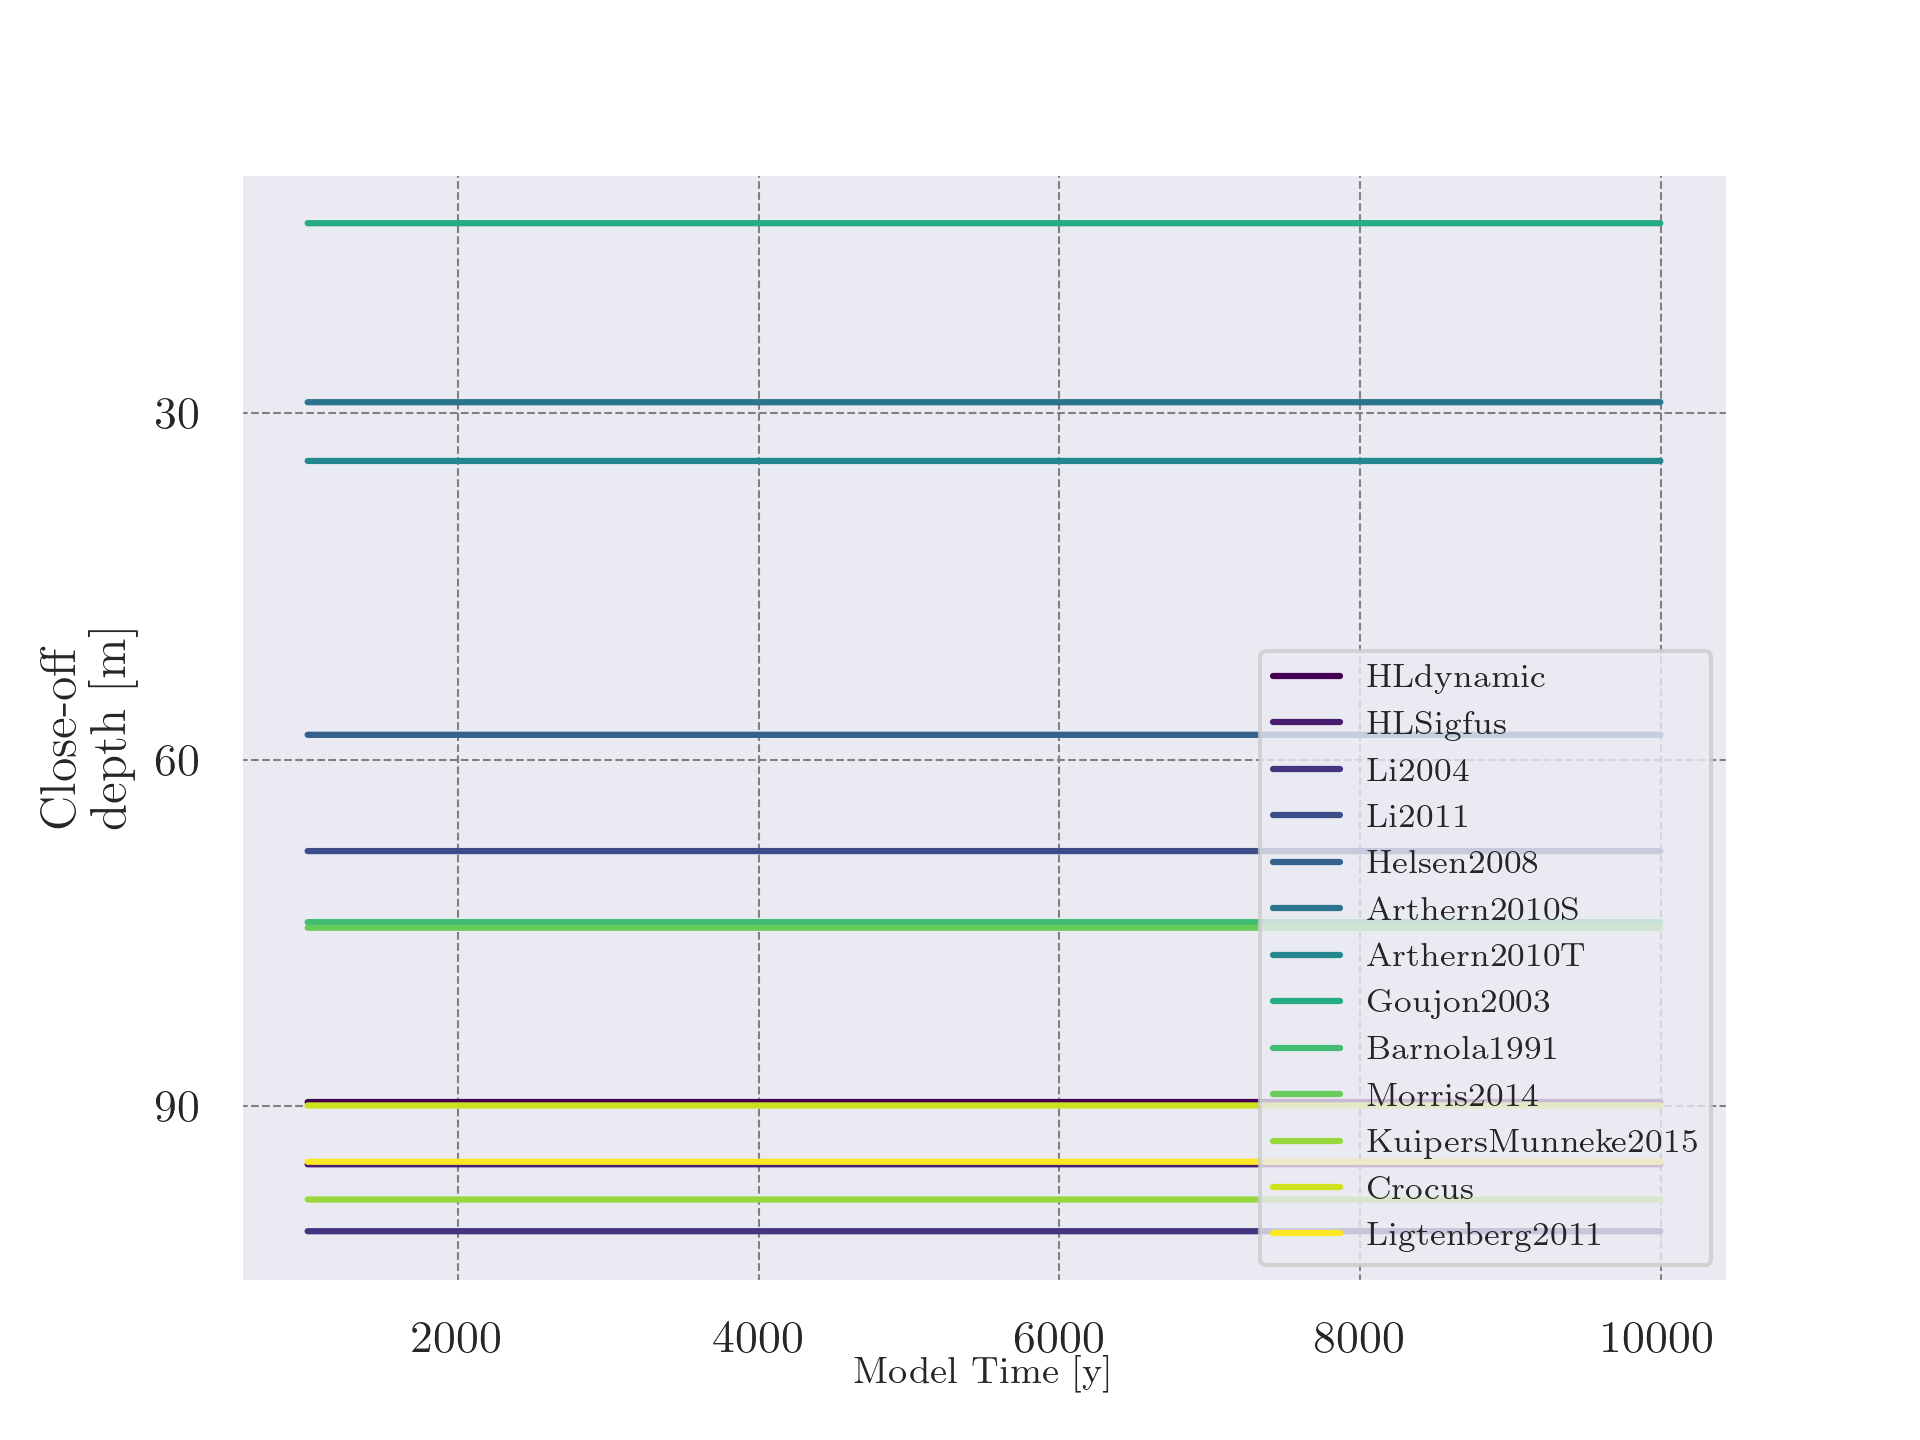 Close-off
depth [m]
30
60
90
HLdynamic
HLSigfus
Li2004
Li2011
Helsen2008
Arthern2010S
Arthern2010T
Goujon2003
Barnola1991
Morris2014
KuipersMunneke2015
Crocus
Ligtenberg2011
2000 4000 6000 8000 10000
Model Time [y]